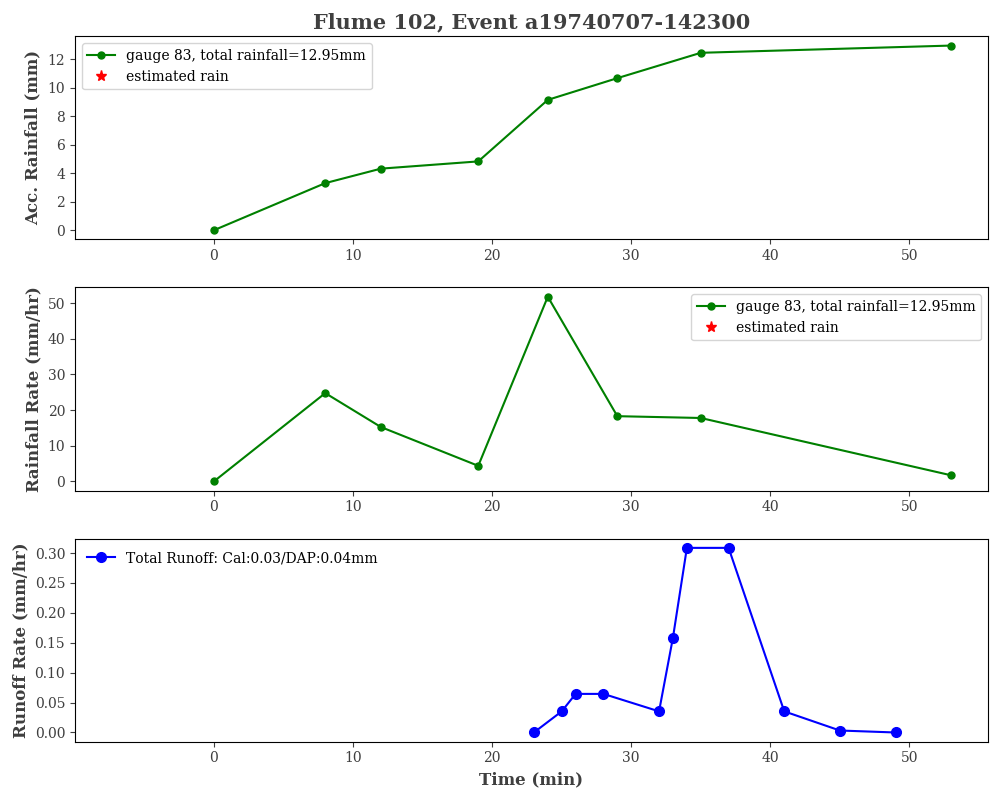 Flume 102, Event a19740707-142300
gauge 83, total rainfall=12.95mm
estimated rain
Acc. Rainfall (mm)
12
10
8
6
4
2
0
0 10 20 30 40 50
gauge 83, total rainfall=12.95mm
estimated rain
Rainfall Rate (mm/hr)
50
40
30
20
10
0
0 10 20 30 40 50
Total Runoff: Cal:0.03/DAP:0.04mm
Runoff Rate (mm/hr)
0.30
0.25
0.20
0.15
0.10
0.05
0.00
0 10 20 30 40 50
Time (min)